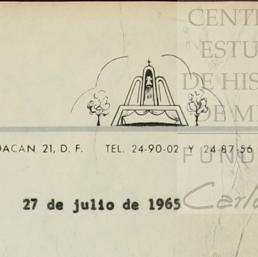 CENT
ESTU
DE HIS
DE M
OACAN 21, D. F. TEL. 24-90-02 Y 24-87-56
FUND
Carlo
27 de julio de 1965